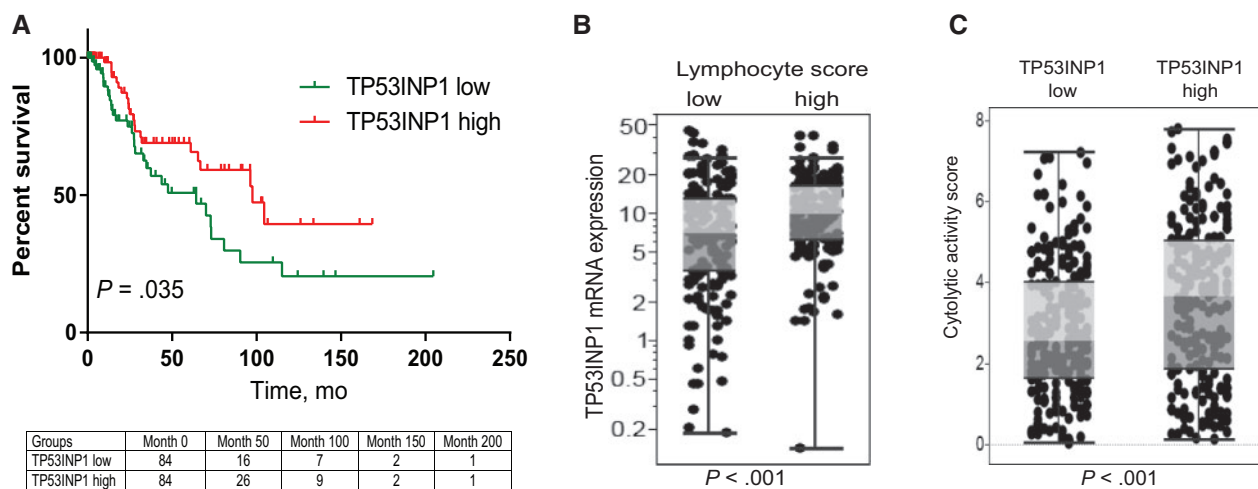 A
100
50
0
Percent survival
TP53INP1 low
TP53INP1 high
P = .035
0 50 100 150 200 250
Time, mo
Groups Month 0 Month 50 Month 100 Month 150 Month 200
TP53INP1 low 84 16 7 2 1
TP53INP1 high 84 26 9 2 1
B
Lymphocyte score
low high
TP53INP1 mRNA expression
50
20
10
5
2
1
0.5
0.2
P < .001
C
TP53INP1 TP53INP1
low high
Cytolytic activity score
8
6
4
2
0
P < .001